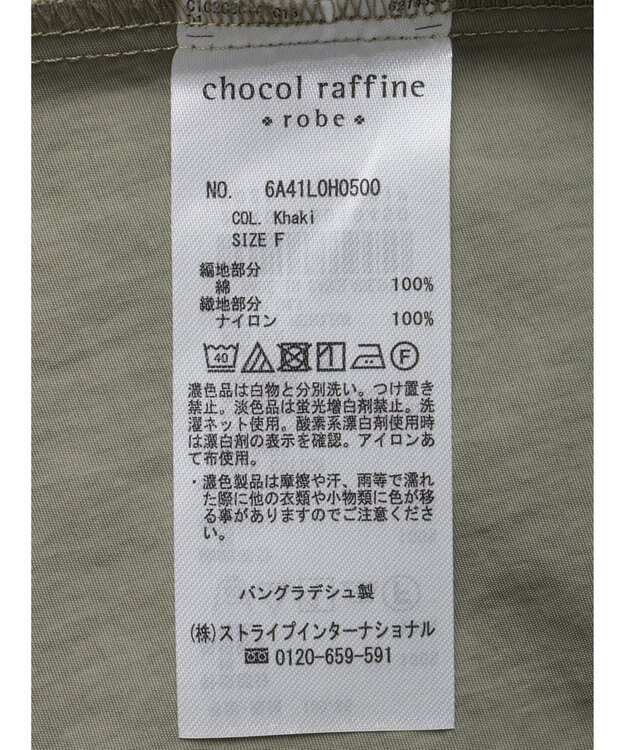 chocol raffine
robe
NO. 6A41L0H0500
COL. Khaki
SIZE F
編地部分
綿 100%
織地部分
ナイロン 100%
40 F
濃色品は白物と分別洗い。つけ置き
禁止。淡色品は蛍光増白剤禁止。洗
濯ネット使用。酸素系漂白剤使用時
は漂白剤の表示を確認。アイロンあ
て布使用。
・濃色製品は摩擦や汗、雨等で濡れ
た際に他の衣類や小物類に色が移
る事がありますのでご注意くださ
い。
バングラデシュ製
(株)ストライプインターナショナル
0120-659-591